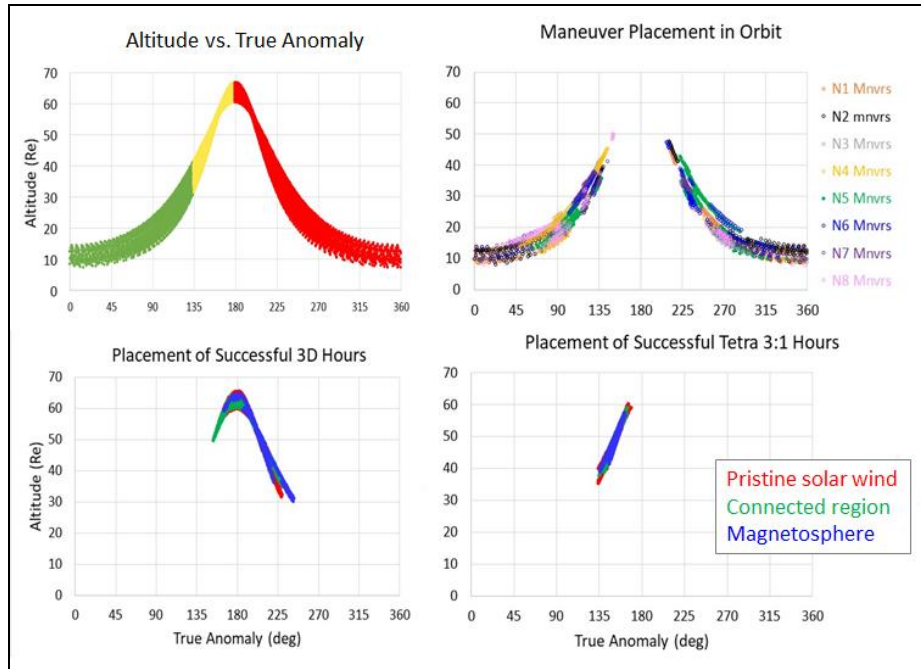 Altitude vs. True Anomaly
70
60
50
40
30
20
10
0
Altitude (Re)
0 45 90 135 180 225 270 315 360
Maneuver Placement in Orbit
70
60
50
40
30
20
10
0
0 45 90 135 180 225 270 315 360
N1 Mnvrs
N2 mnvrs
N3 Mnvrs
N4 Mnvrs
N5 Mnvrs
N6 Mnvrs
N7 Mnvrs
N8 Mnvrs
Placement of Successful 3D Hours
70
60
50
40
30
20
10
0
Altitude (Re)
0 45 90 135 180 225 270 315 360
True Anomaly (deg)
Placement of Successful Tetra 3:1 Hours
70
60
50
40
30
20
10
0
0 45 90 135 180 225 270 315 360
True Anomaly (deg)
Pristine solar wind
Connected region
Magnetosphere